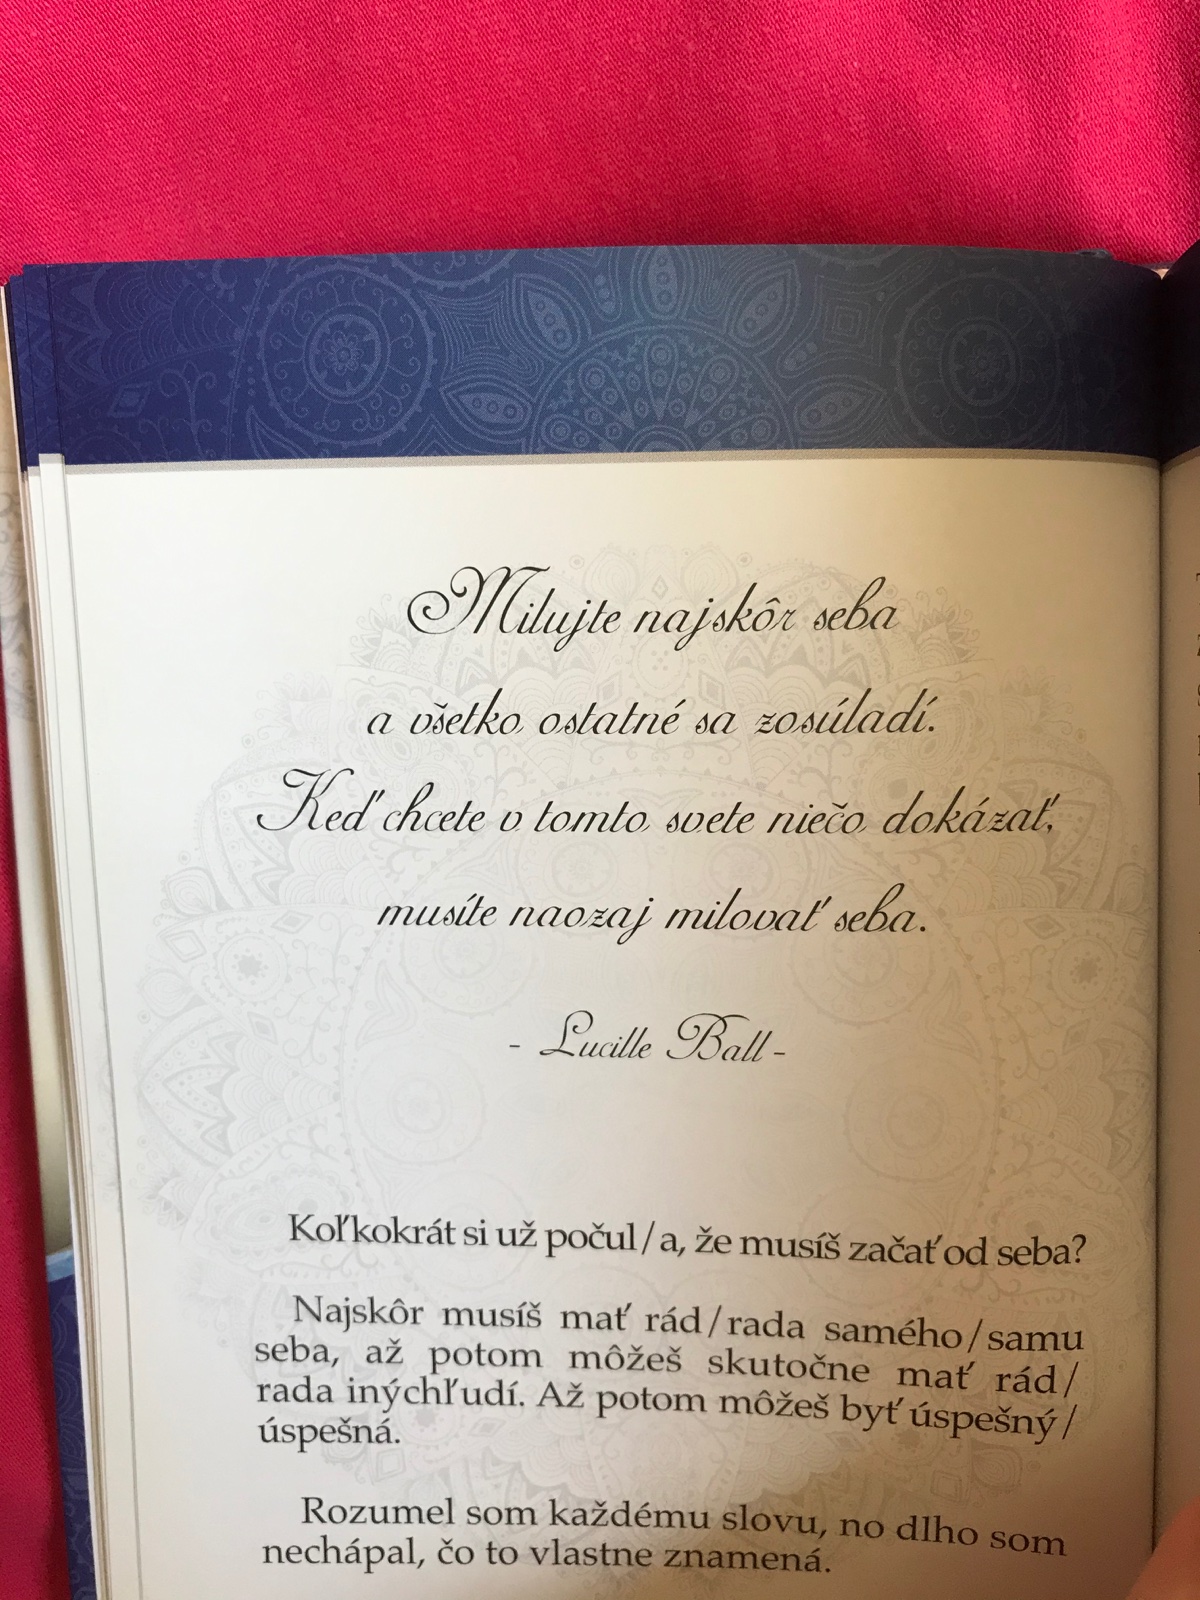 Milujte najskôr seba
a všetko ostatné sa zosúladí.
Keď chcete v tomto svete niečo dokázať,
musíte naozaj milovať seba.
- Lucille Ball -
Koľkokrát si už počul/a, že musíš začať od seba?
Najskôr musíš mať rád/rada samého/samu
seba, až potom môžeš skutočne mať rád/
rada iných ľudí. Až potom môžeš byť úspešný/
úspešná.
Rozumel som každému slovu, no dlho som
nechápal, čo to vlastne znamená.